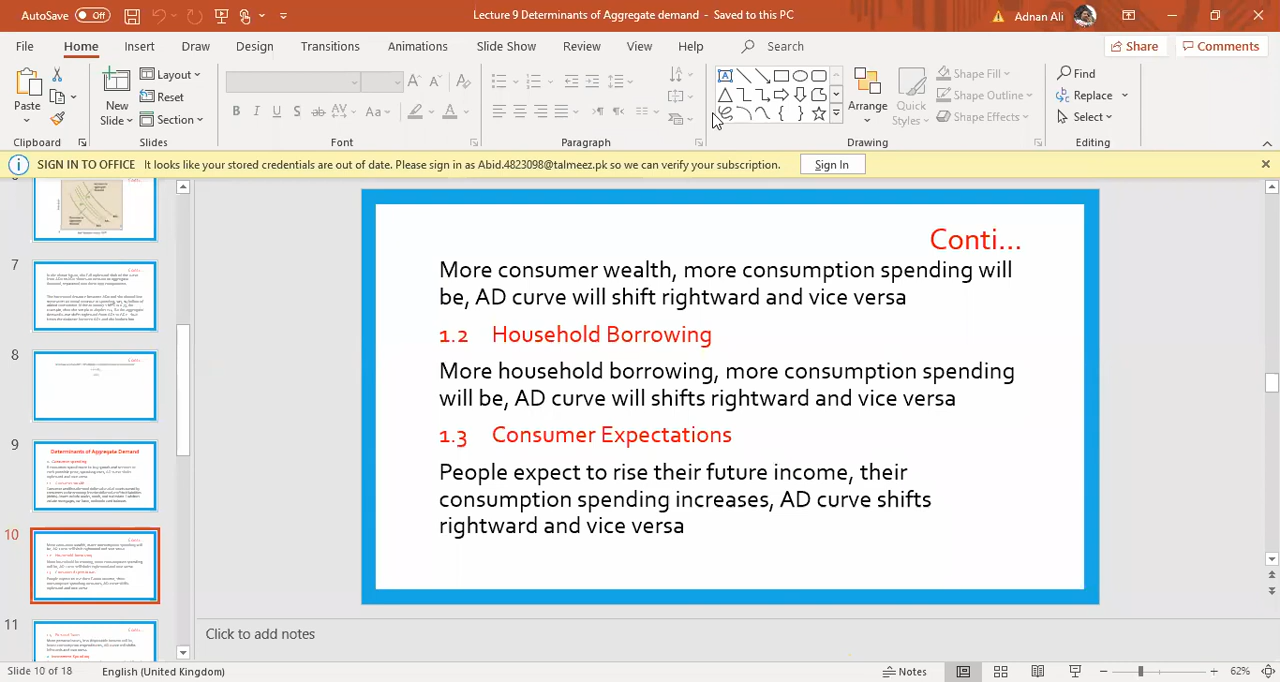 AutoSave Off Lecture 9 Determinants of Aggregate demand - Saved to this PC Adnan Ali
File Home Insert Draw Design Transitions Animations Slide Show Review View Help Search Share Comments
Paste New Slide Layout Reset Section Arrange Quick Styles Shape Fill Shape Outline Shape Effects Find Replace Select
Clipboard Slides Font Paragraph Drawing Editing
SIGN IN TO OFFICE It looks like your stored credentials are out of date. Please sign in as Abid.4823098@talmeez.pk so we can verify your subscription. Sign In
7
8
9
Determinants of Aggregate Demand
10
11
Conti...
More consumer wealth, more consumption spending will
be, AD curve will shift rightward and vice versa
1.2 Household Borrowing
More household borrowing, more consumption spending
will be, AD curve will shifts rightward and vice versa
1.3 Consumer Expectations
People expect to rise their future income, their
consumption spending increases, AD curve shifts
rightward and vice versa
Click to add notes
Slide 10 of 18 English (United Kingdom) Notes 62%